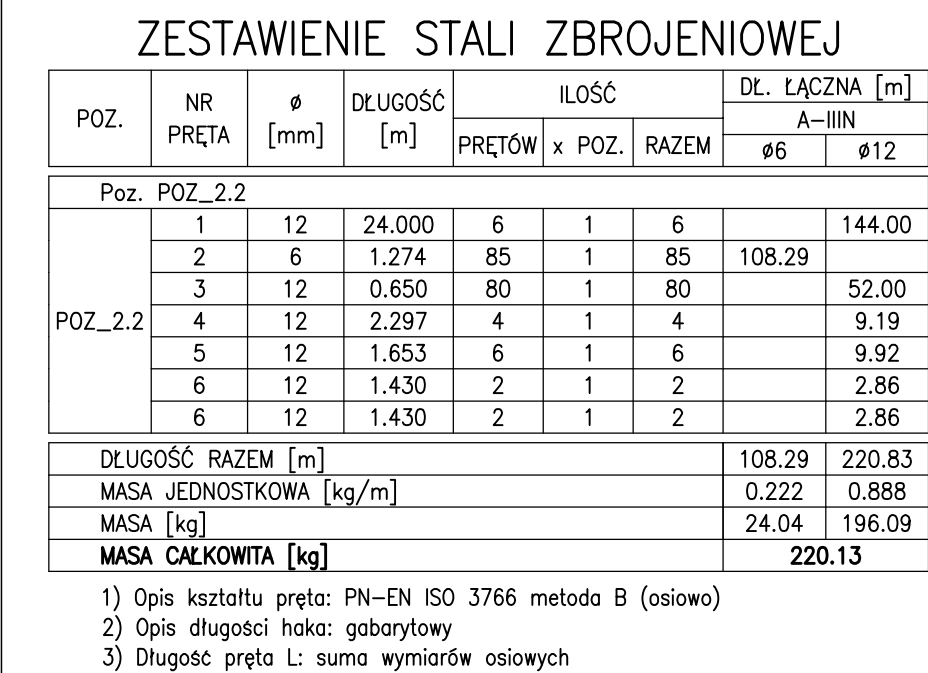 ZESTAWIENIE STALI ZBROJENIOWEJ
POZ. NR PRĘTA ø [mm] DŁUGOŚĆ [m] ILOŚĆ DŁ. ŁĄCZNA [m]
A-IIIN
PRĘTÓW x POZ. RAZEM ø6 ø12
Poz. POZ_2.2
1 12 24.000 6 1 6 144.00
2 6 1.274 85 1 85 108.29
3 12 0.650 80 1 80 52.00
POZ_2.2 4 12 2.297 4 1 4 9.19
5 12 1.653 6 1 6 9.92
6 12 1.430 2 1 2 2.86
6 12 1.430 2 1 2 2.86
DŁUGOŚĆ RAZEM [m] 108.29 220.83
MASA JEDNOSTKOWA [kg/m] 0.222 0.888
MASA [kg] 24.04 196.09
MASA CAŁKOWITA [kg] 220.13
1) Opis kształtu pręta: PN-EN ISO 3766 metoda B (osiowo)
2) Opis długości haka: gabarytowy
3) Długość pręta L: suma wymiarów osiowych